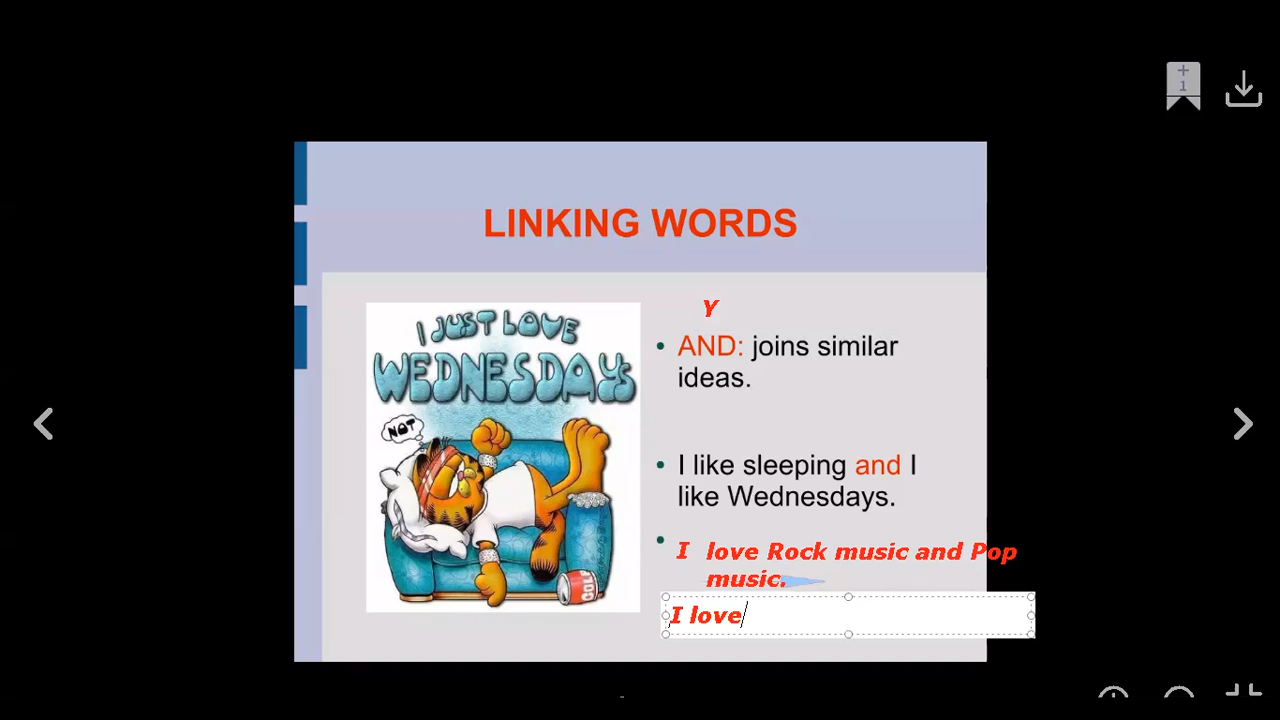 +
1
LINKING WORDS
I JUST LOVE
WEDNESDAYS
NOT
Y
AND: joins similar
ideas.
I like sleeping and I
like Wednesdays.
I love Rock music and Pop
music.
I love